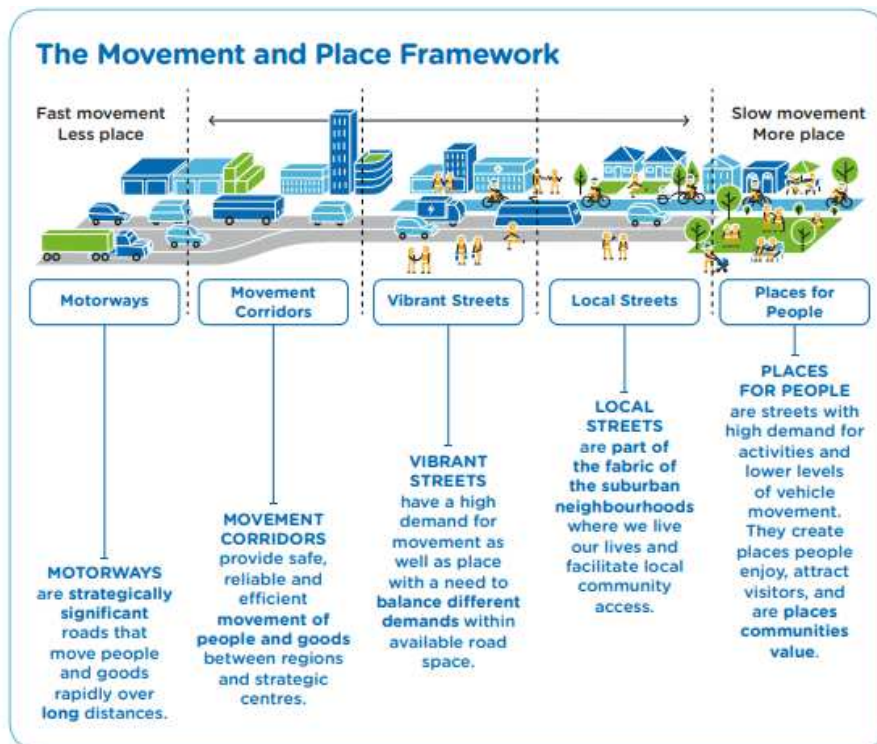 The Movement and Place Framework
Fast movement
Less place
Slow movement
More place
Motorways
Movement
Corridors
Vibrant Streets
Local Streets
Places for
People
MOTORWAYS
are strategically
significant
roads that
move people
and goods
rapidly over
long distances.
MOVEMENT
CORRIDORS
provide safe,
reliable and
efficient
movement of
people and goods
between regions
and strategic
centres.
VIBRANT
STREETS
have a high
demand for
movement as
well as place
with a need to
balance different
demands within
available road
space.
LOCAL
STREETS
are part of
the fabric of
the suburban
neighbourhoods
where we live
our lives and
facilitate local
community
access.
PLACES
FOR PEOPLE
are streets with
high demand for
activities and
lower levels
of vehicle
movement.
They create
places people
enjoy, attract
visitors, and
are places
communities
value.